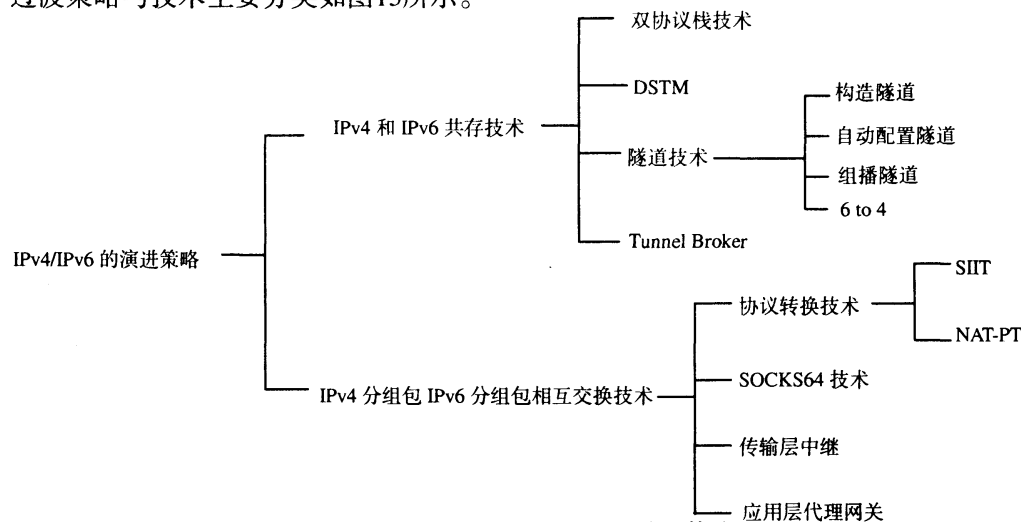 过渡策略与技术主要分类如图15所示。
双协议栈技术
DSTM
IPv4 和 IPv6 共存技术
隧道技术
构造隧道
自动配置隧道
组播隧道
6 to 4
Tunnel Broker
IPv4/IPv6 的演进策略
协议转换技术
SIIT
NAT-PT
SOCKS64 技术
IPv4 分组包 IPv6 分组包相互交换技术
传输层中继
应用层代理网关